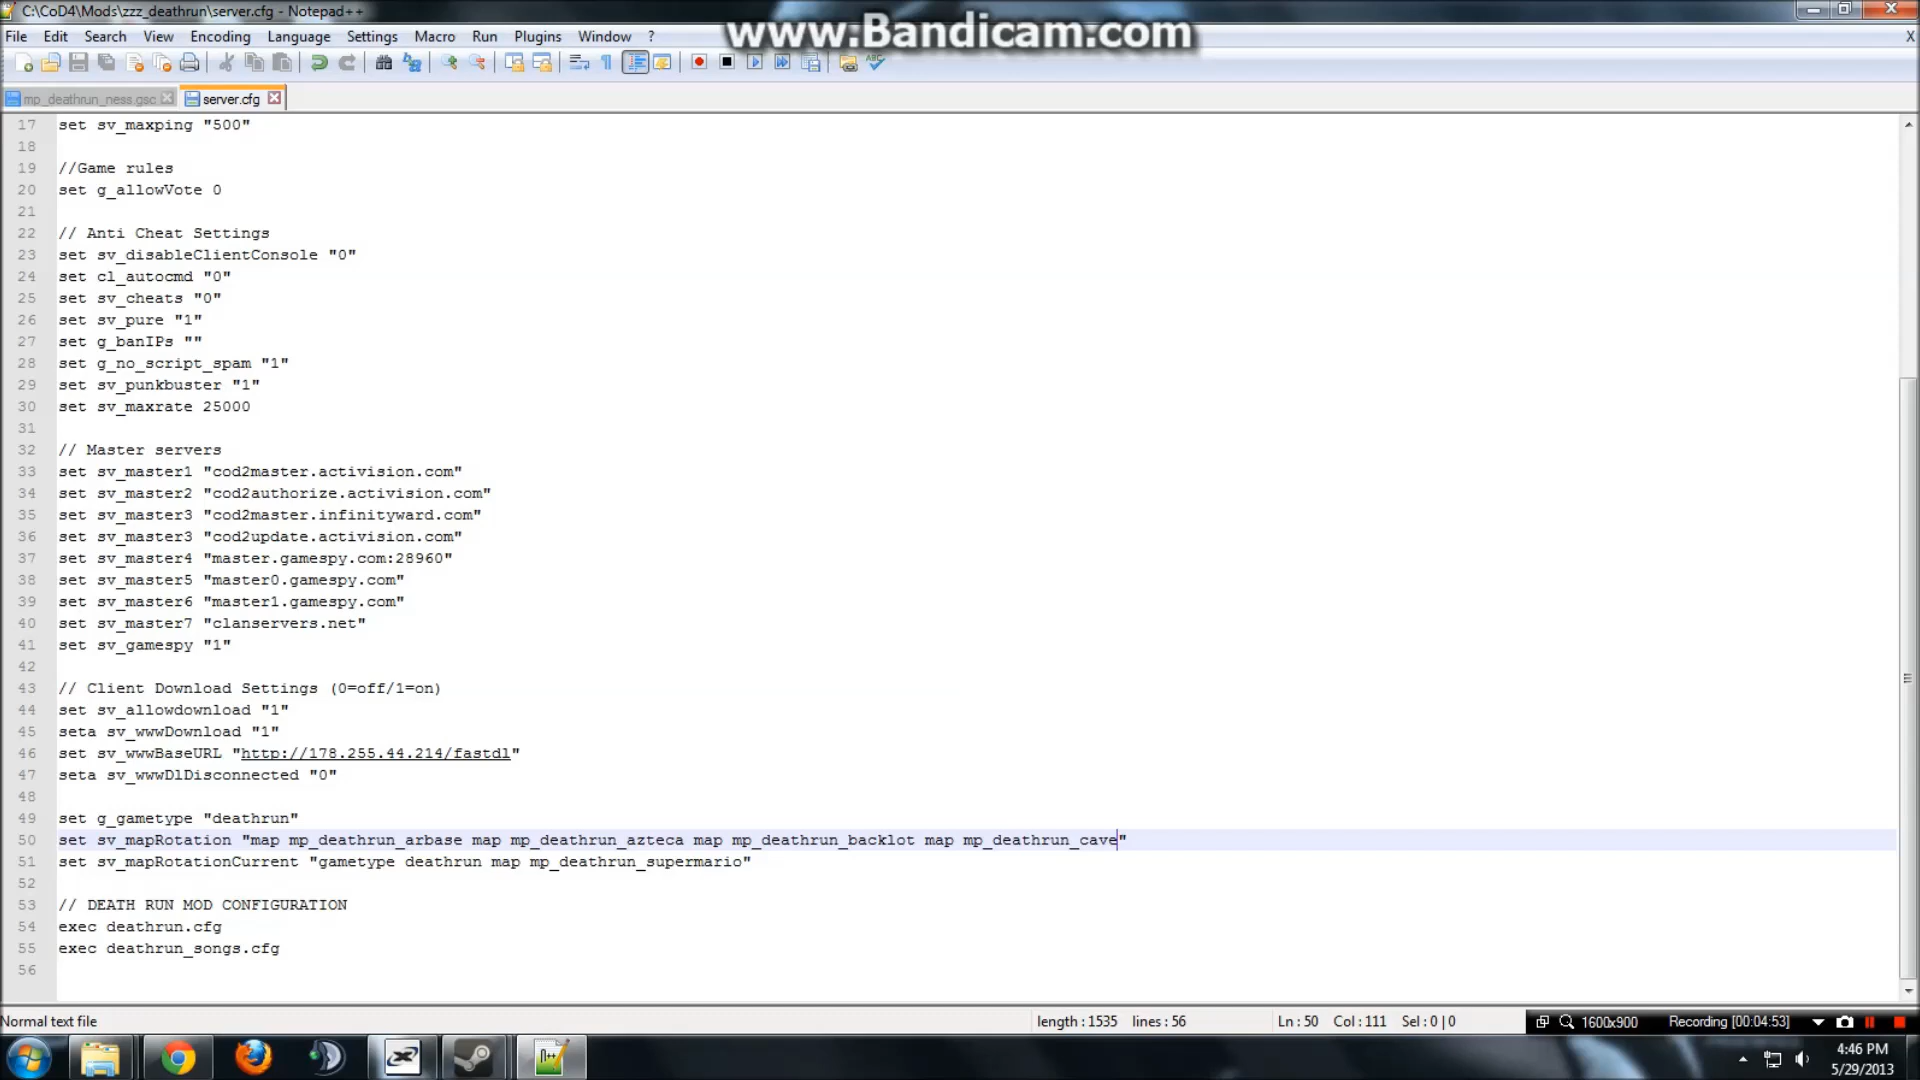 C:\CoD4\Mods\zzz_deathrun\server.cfg - Notepad++
www.Bandicam.com
File Edit Search View Encoding Language Settings Macro Run Plugins Window ? X
mp_deathrun_ness.gsc server.cfg
17 set sv_maxping "500"
18
19 //Game rules
20 set g_allowVote 0
21
22 // Anti Cheat Settings
23 set sv_disableClientConsole "0"
24 set cl_autocmd "0"
25 set sv_cheats "0"
26 set sv_pure "1"
27 set g_banIPs ""
28 set g_no_script_spam "1"
29 set sv_punkbuster "1"
30 set sv_maxrate 25000
31
32 // Master servers
33 set sv_master1 "cod2master.activision.com"
34 set sv_master2 "cod2authorize.activision.com"
35 set sv_master3 "cod2master.infinityward.com"
36 set sv_master3 "cod2update.activision.com"
37 set sv_master4 "master.gamespy.com:28960"
38 set sv_master5 "master0.gamespy.com"
39 set sv_master6 "master1.gamespy.com"
40 set sv_master7 "clanservers.net"
41 set sv_gamespy "1"
42
43 // Client Download Settings (0=off/1=on)
44 set sv_allowdownload "1"
45 seta sv_wwwDownload "1"
46 set sv_wwwBaseURL "http://178.255.44.214/fastdl"
47 seta sv_wwwDlDisconnected "0"
48
49 set g_gametype "deathrun"
50 set sv_mapRotation "map mp_deathrun_arbase map mp_deathrun_azteca map mp_deathrun_backlot map mp_deathrun_cave"
51 set sv_mapRotationCurrent "gametype deathrun map mp_deathrun_supermario"
52
53 // DEATH RUN MOD CONFIGURATION
54 exec deathrun.cfg
55 exec deathrun_songs.cfg
56
Normal text file length : 1535 lines : 56 Ln : 50 Col : 111 Sel : 0 | 0 1600x900 Recording [00:04:53]
4:46 PM
5/29/2013